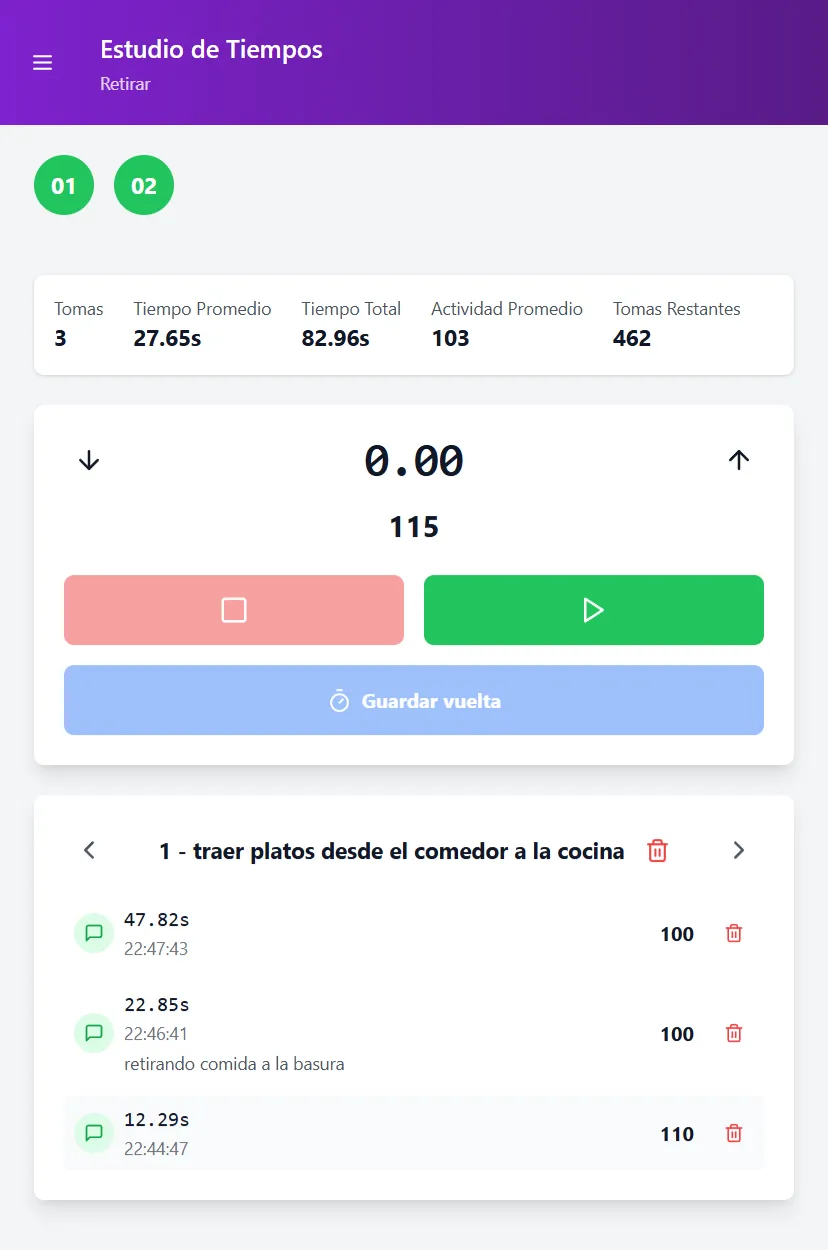 Estudio de Tiempos
Retirar
01 02
Tomas Tiempo Promedio Tiempo Total Actividad Promedio Tomas Restantes
3 27.65s 82.96s 103 462
0.00
115
Guardar vuelta
1 - traer platos desde el comedor a la cocina
47.82s
22:47:43
100
22.85s
22:46:41
retirando comida a la basura
100
12.29s
22:44:47
110